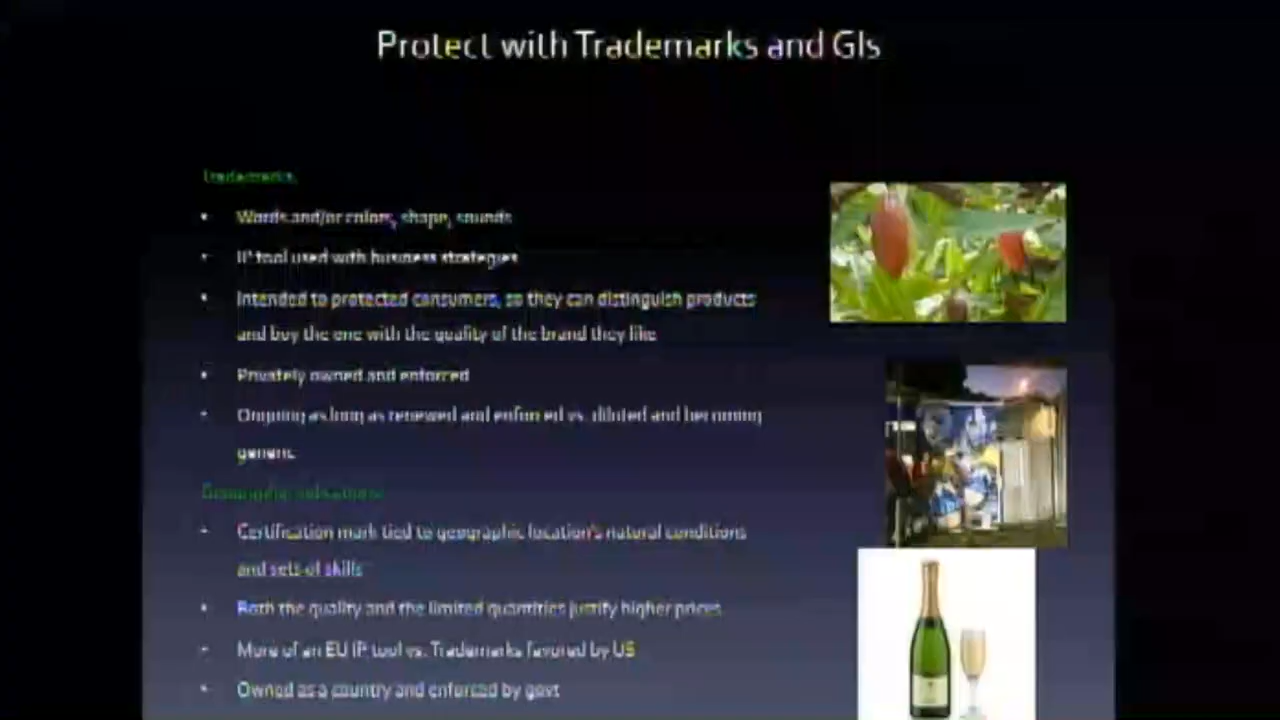 Protect with Trademarks and GIs
Trademarks
• Words and/or colors, shape, sounds
• IP tool used with business strategies
• Intended to protected consumers, so they can distinguish products
and buy the one with the quality of the brand they like
• Privately owned and enforced
• Ongoing as long as renewed and enforced vs. diluted and becoming
generic
Geographic Indications
• Certification mark tied to geographic location's natural conditions
and sets of skills
• Both the quality and the limited quantities justify higher prices
• More of an EU IP tool vs. Trademarks favored by US
• Owned as a country and enforced by govt